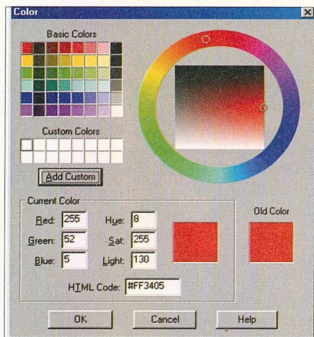 Color
Basic Colors
Custom Colors
Add Custom
Current Color
Old Color
Red: 255
Hue: 8
Green: 52
Sat: 255
Blue: 5
Light: 130
HTML Code: #FF3405
OK
Cancel
Help